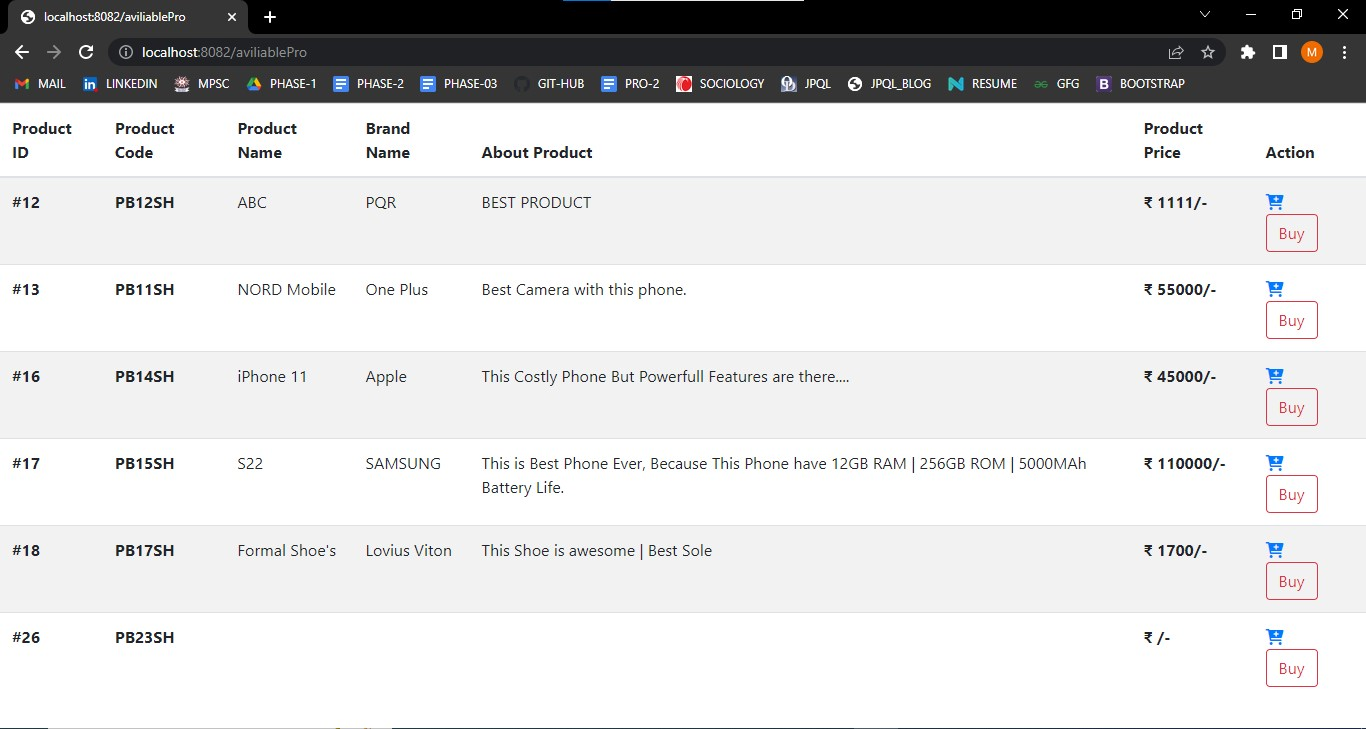 localhost:8082/aviliablePro
localhost:8082/aviliablePro
M
MAIL LINKEDIN MPSC PHASE-1 PHASE-2 PHASE-03 GIT-HUB PRO-2 SOCIOLOGY JPQL JPQL_BLOG RESUME GFG BOOTSTRAP
Product ID Product Code Product Name Brand Name About Product Product Price Action
#12 PB12SH ABC PQR BEST PRODUCT ₹ 1111/-
Buy
#13 PB11SH NORD Mobile One Plus Best Camera with this phone. ₹ 55000/-
Buy
#16 PB14SH iPhone 11 Apple This Costly Phone But Powerfull Features are there.... ₹ 45000/-
Buy
#17 PB15SH S22 SAMSUNG This is Best Phone Ever, Because This Phone have 12GB RAM | 256GB ROM | 5000MAh ₹ 110000/-
Battery Life.
Buy
#18 PB17SH Formal Shoe's Lovius Viton This Shoe is awesome | Best Sole ₹ 1700/-
Buy
#26 PB23SH ₹ /-
Buy